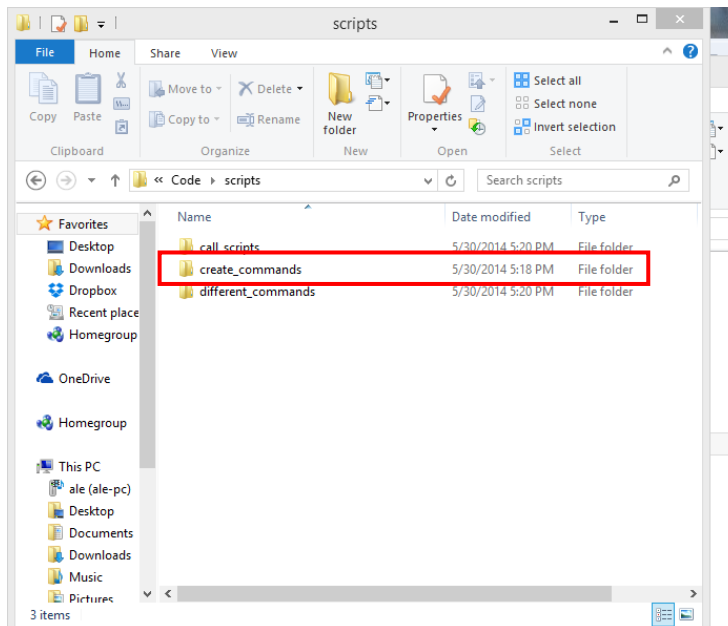 scripts
File Home Share View
Copy
Paste
Move to
Copy to
Delete
Rename
New
folder
Properties
Select all
Select none
Invert selection
Clipboard Organize New Open Select
« Code scripts
Search scripts
Name Date modified Type
call_scripts 5/30/2014 5:20 PM File folder
create_commands 5/30/2014 5:18 PM File folder
different_commands 5/30/2014 5:20 PM File folder
Favorites
Desktop
Downloads
Dropbox
Recent place
Homegroup
OneDrive
Homegroup
This PC
ale (ale-pc)
Desktop
Documents
Downloads
Music
Pictures
3 items